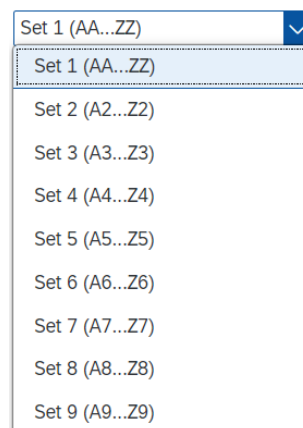 Set 1 (AA...ZZ)
Set 1 (AA...ZZ)
Set 2 (A2...Z2)
Set 3 (A3...Z3)
Set 4 (A4...Z4)
Set 5 (A5...Z5)
Set 6 (A6...Z6)
Set 7 (A7...Z7)
Set 8 (A8...Z8)
Set 9 (A9...Z9)